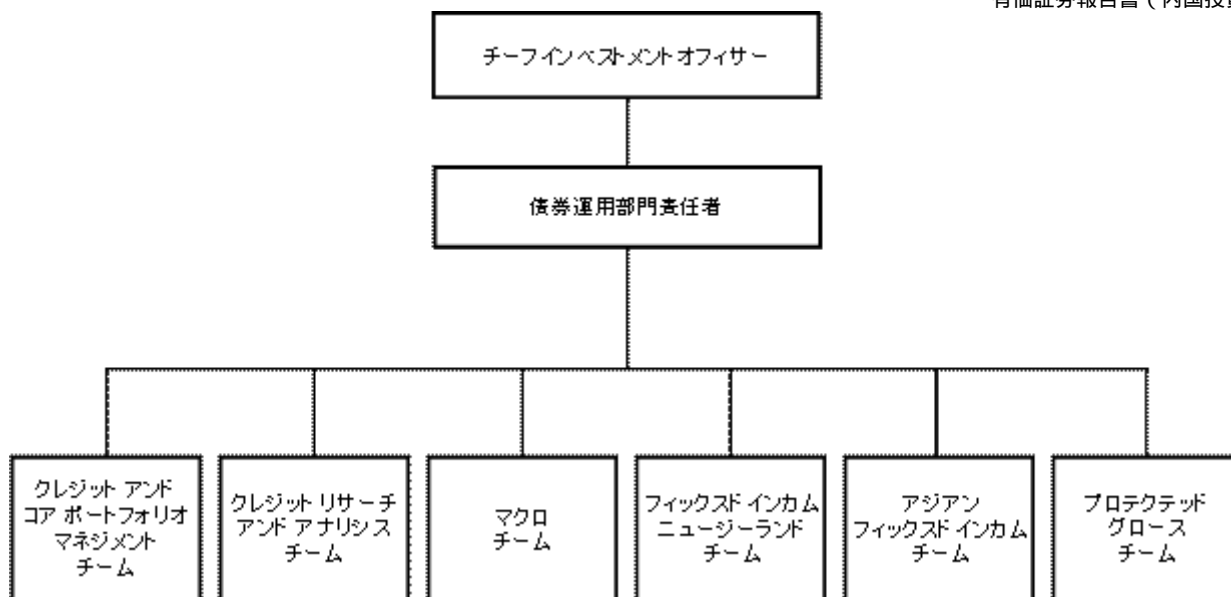 有価証券報告書（内国投資
チーフインベストメントオフィサー
債券運用部門責任者
クレジット アンド
コア ポートフォリオ
マネジメント
チーム
クレジット リサーチ
アンド アナリシス
チーム
マクロ
チーム
フィックスド インカム
ニュージーランド
チーム
アジアン
フィックスド インカム
チーム
プロテクテッド
グロース
チーム